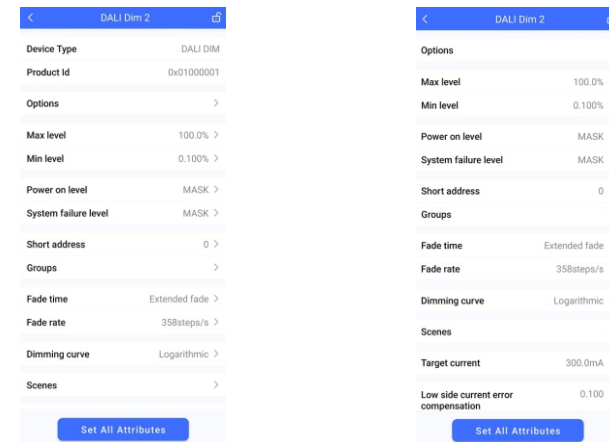 DALI Dim 2
Device Type DALI DIM
Product Id 0x01000001
Options
Max level 100.0%
Min level 0.100%
Power on level MASK
System failure level MASK
Short address 0
Groups
Fade time Extended fade
Fade rate 358steps/s
Dimming curve Logarithmic
Scenes
Set All Attributes
DALI Dim 2
Options
Max level 100.0%
Min level 0.100%
Power on level MASK
System failure level MASK
Short address 0
Groups
Fade time Extended fade
Fade rate 358steps/s
Dimming curve Logarithmic
Scenes
Target current 300.0mA
Low side current error 0.100
compensation
Set All Attributes